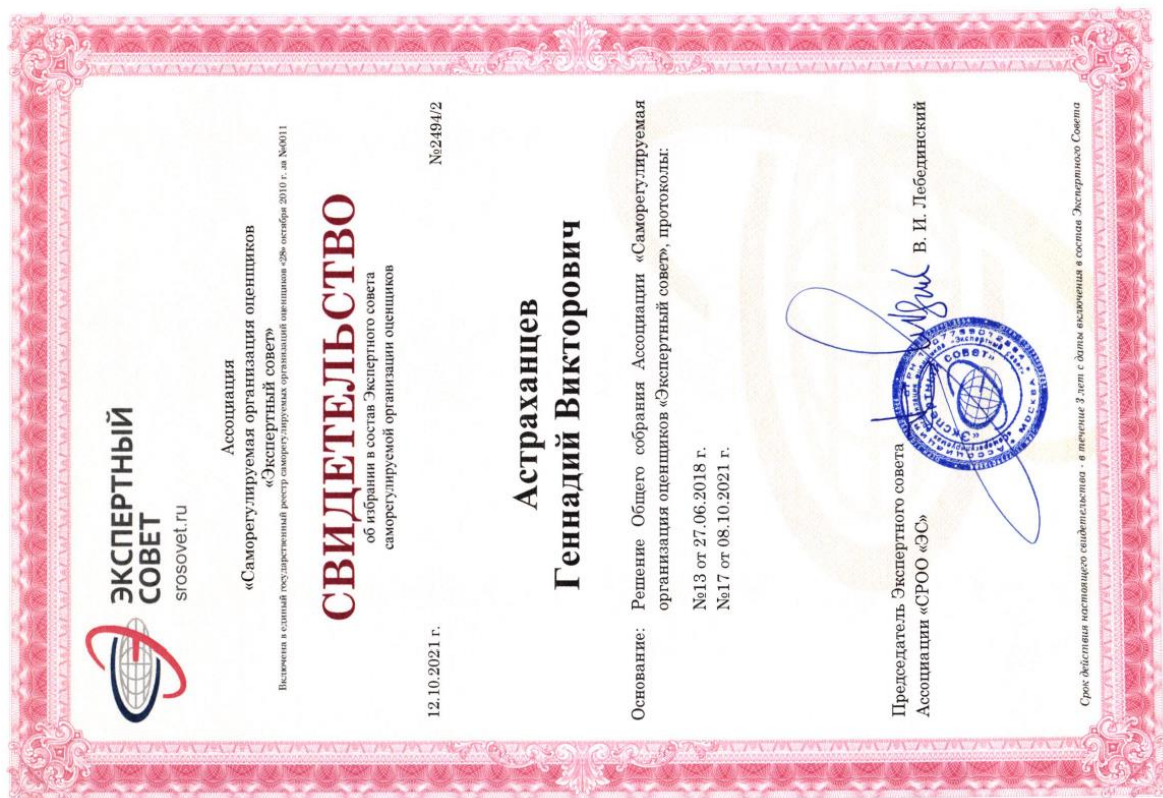 ЭКСПЕРТНЫЙ
СОВЕТ
srosovet.ru
Ассоциация
«Саморегулируемая организация оценщиков
«Экспертный совет»
Включена в единый государственный реестр саморегулируемых организаций оценщиков «28» октября 2010 г. за №0011
СВИДЕТЕЛЬСТВО
об избрании в состав Экспертного совета
саморегулируемой организации оценщиков
12.10.2021 г. №2494/2
Астраханцев
Геннадий Викторович
Основание: Решение Общего собрания Ассоциации «Саморегулируемая
организация оценщиков «Экспертный совет», протоколы:
№13 от 27.06.2018 г.
№17 от 08.10.2021 г.
Председатель Экспертного совета
Ассоциации «СРОО «ЭС» В. И. Лебединский
Срок действия настоящего свидетельства - в течение 3 лет с даты включения в состав Экспертного Совета